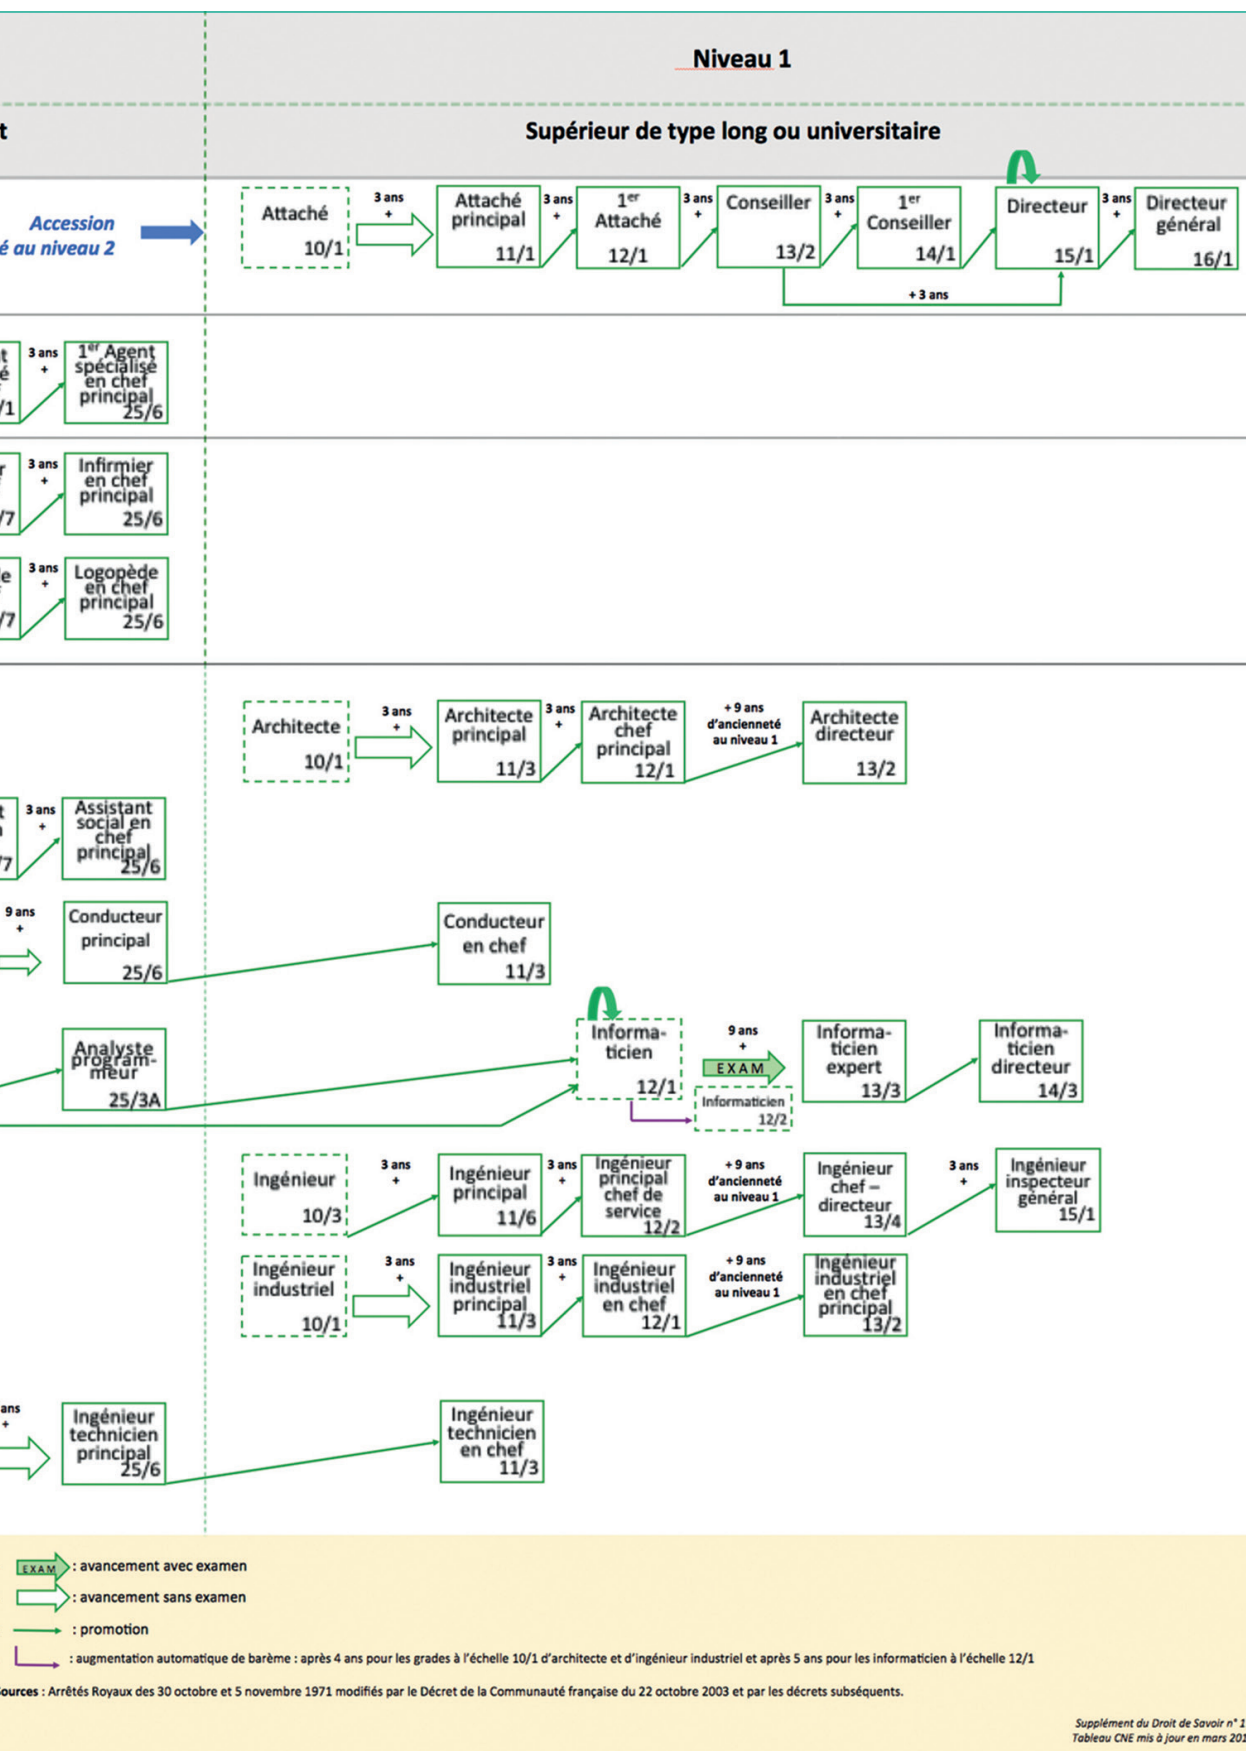 Niveau 1
Supérieur de type long ou universitaire
Accession
au niveau 2
Attaché
10/1
3 ans
+
Attaché
principal
11/1
3 ans
+
1er
Attaché
12/1
3 ans
+
Conseiller
13/2
3 ans
+
1er
Conseiller
14/1
Directeur
15/1
3 ans
+
Directeur
général
16/1
+ 3 ans
/1
3 ans
+
1er Agent
spécialisé
en chef
principal
25/6
/7
3 ans
+
Infirmier
en chef
principal
25/6
/7
3 ans
+
Logopède
en chef
principal
25/6
Architecte
10/1
3 ans
+
Architecte
principal
11/3
3 ans
+
Architecte
chef
principal
12/1
+ 9 ans
d'ancienneté
au niveau 1
Architecte
directeur
13/2
/7
3 ans
+
Assistant
social en
chef
principal
25/6
9 ans
+
Conducteur
principal
25/6
Conducteur
en chef
11/3
Analyste
program-
meur
25/3A
Informa-
ticien
12/1
9 ans
+
EXAM
Informaticien
12/2
Informa-
ticien
expert
13/3
Informa-
ticien
directeur
14/3
Ingénieur
10/3
3 ans
+
Ingénieur
principal
11/6
3 ans
+
Ingénieur
principal
chef de
service
12/2
+ 9 ans
d'ancienneté
au niveau 1
Ingénieur
chef –
directeur
13/4
3 ans
+
Ingénieur
inspecteur
général
15/1
Ingénieur
industriel
10/1
3 ans
+
Ingénieur
industriel
principal
11/3
3 ans
+
Ingénieur
industriel
en chef
12/1
+ 9 ans
d'ancienneté
au niveau 1
Ingénieur
industriel
en chef
principal
13/2
ans
+
Ingénieur
technicien
principal
25/6
Ingénieur
technicien
en chef
11/3
EXAM : avancement avec examen
: avancement sans examen
: promotion
: augmentation automatique de barème : après 4 ans pour les grades à l'échelle 10/1 d'architecte et d'ingénieur industriel et après 5 ans pour les informaticien à l'échelle 12/1
Sources : Arrêtés Royaux des 30 octobre et 5 novembre 1971 modifiés par le Décret de la Communauté française du 22 octobre 2003 et par les décrets subséquents.
Supplément du Droit de Savoir n° 1
Tableau CNE mis à jour en mars 201